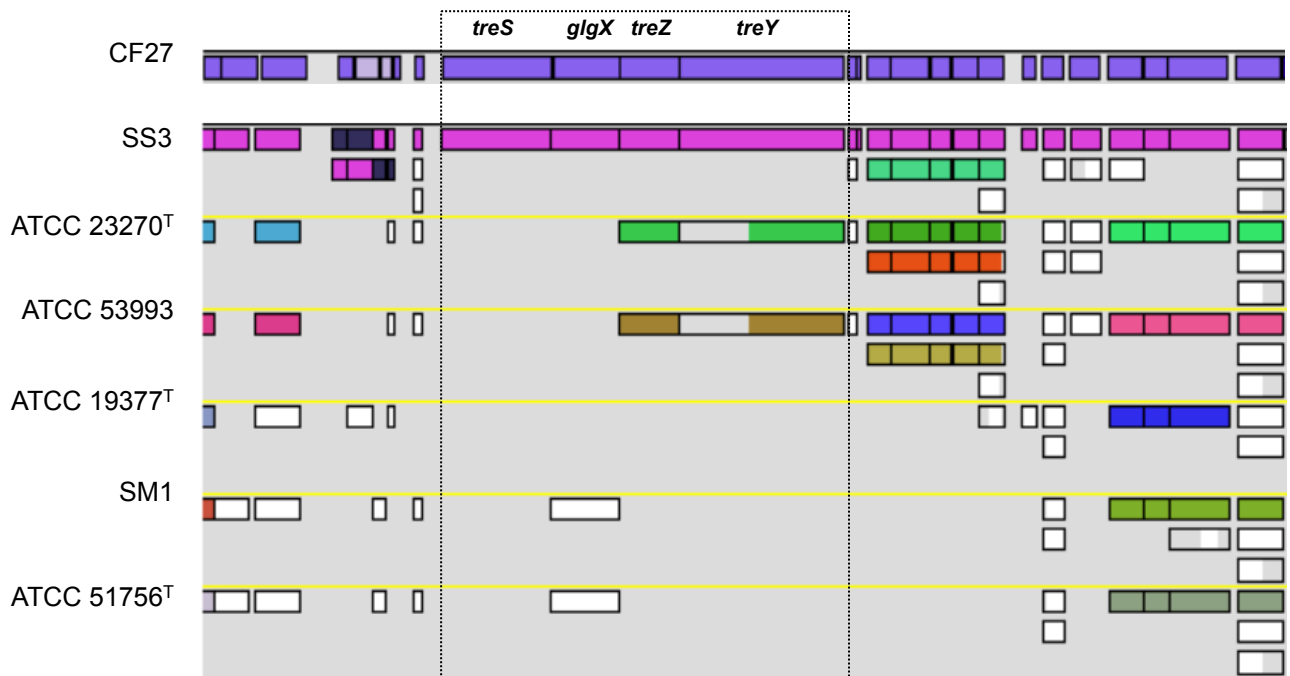 treS glgX treZ treY
CF27
SS3
ATCC 23270ᵀ
ATCC 53993
ATCC 19377ᵀ
SM1
ATCC 51756ᵀ